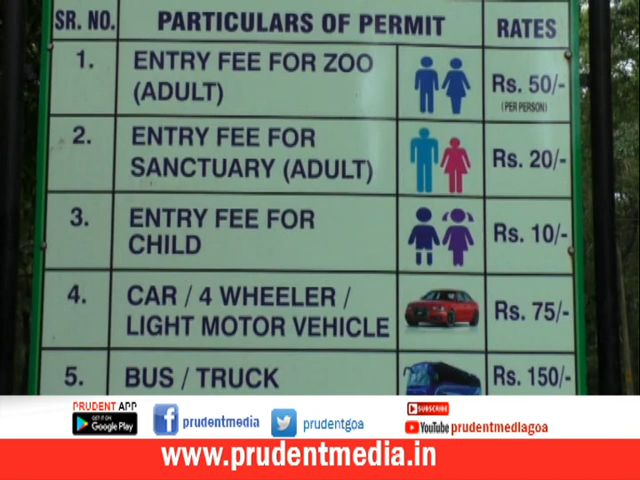 SR. NO. PARTICULARS OF PERMIT RATES
1. ENTRY FEE FOR ZOO
(ADULT) Rs. 50/-
(PER PERSON)
2. ENTRY FEE FOR
SANCTUARY (ADULT) Rs. 20/-
3. ENTRY FEE FOR
CHILD Rs. 10/-
4. CAR / 4 WHEELER /
LIGHT MOTOR VEHICLE Rs. 75/-
5. BUS / TRUCK Rs. 150/-
PRUDENT APP
GET IT ON
Google Play
prudentmedia
prudentgoa
SUBSCRIBE
YouTube prudentmediagoa
www.prudentmedia.in